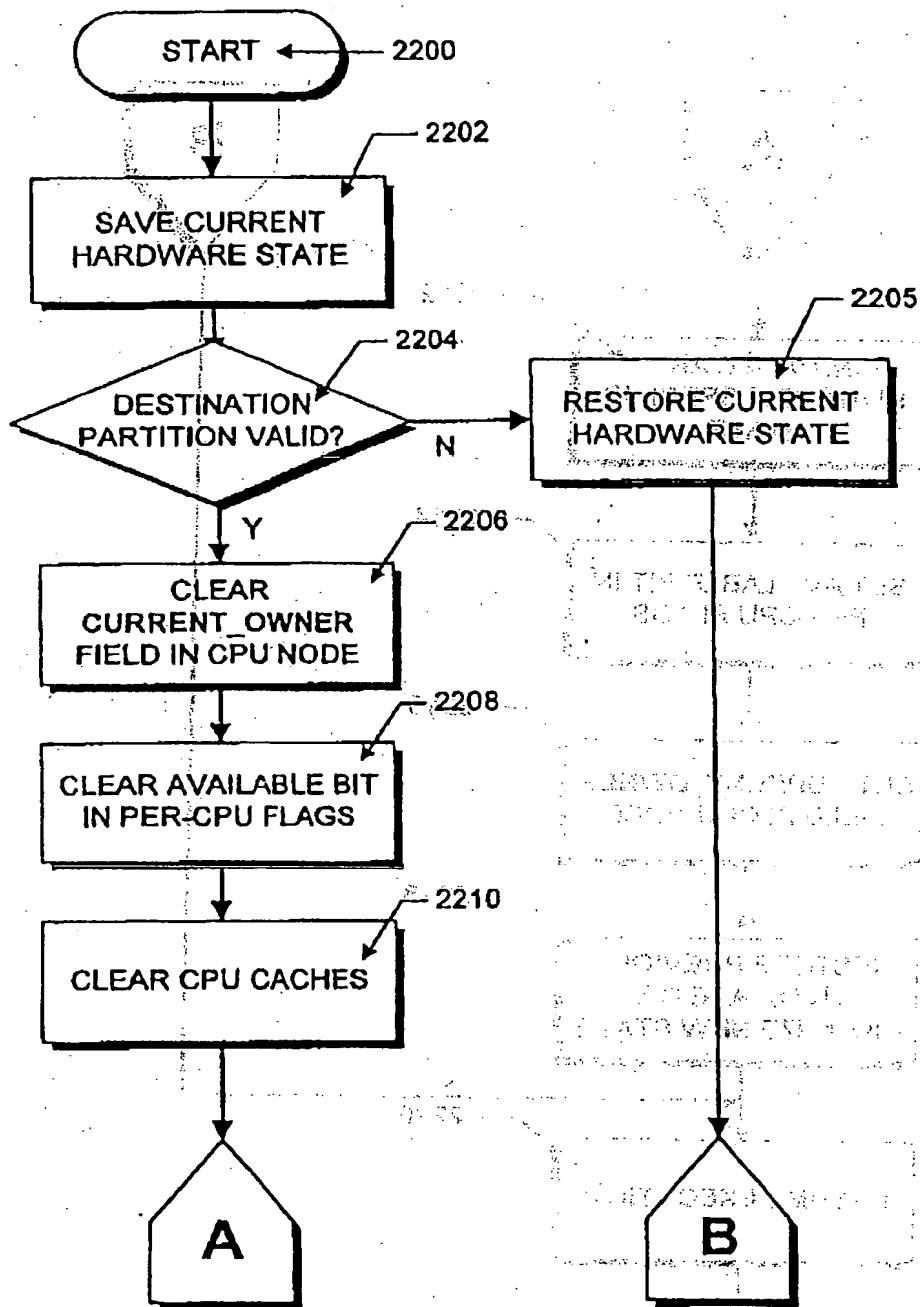 START
2200
2202
SAVE CURRENT
HARDWARE STATE
2204
DESTINATION
PARTITION VALID?
N
Y
2205
RESTORE CURRENT
HARDWARE STATE
2206
CLEAR
CURRENT_OWNER
FIELD IN CPU NODE
2208
CLEAR AVAILABLE BIT
IN PER-CPU FLAGS
2210
CLEAR CPU CACHES
A
B